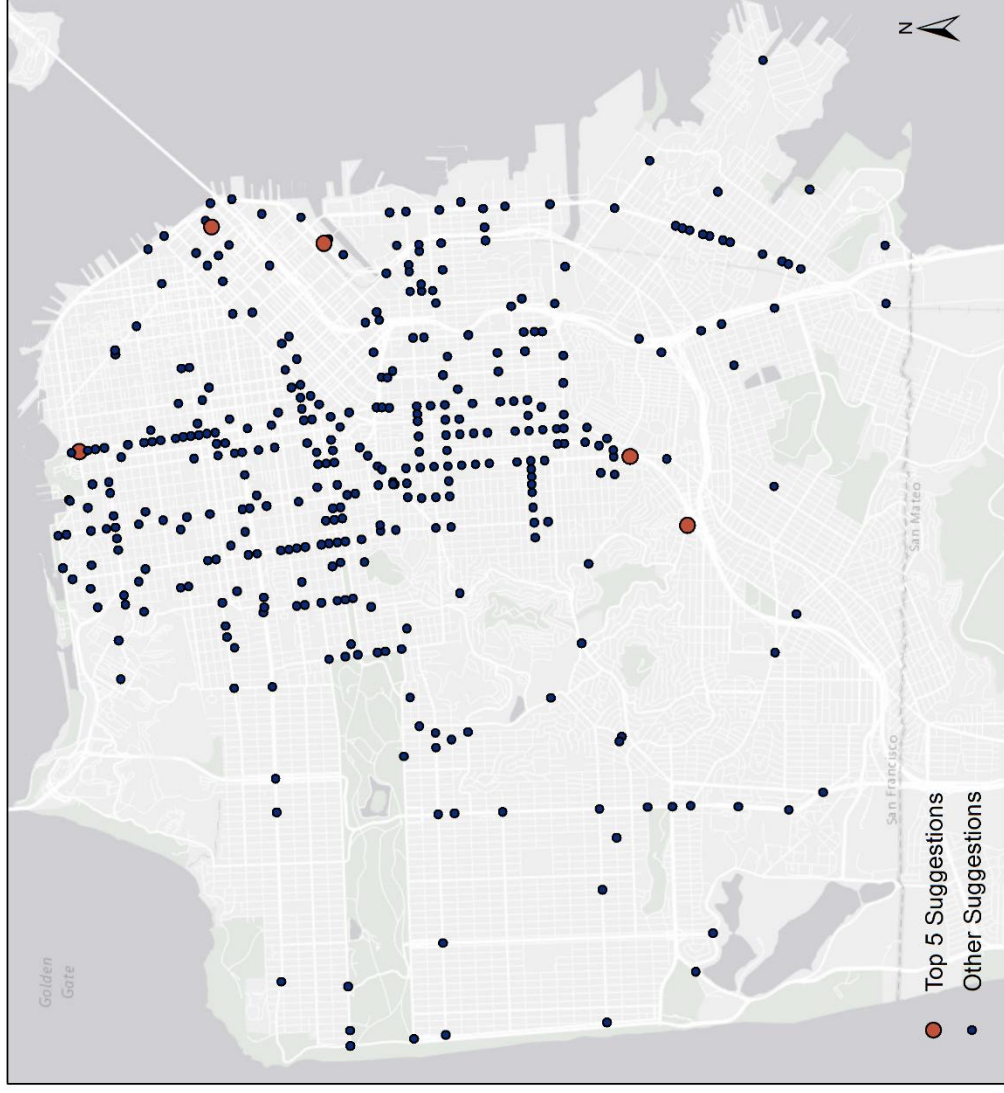 N
Golden
Gate
San Mateo
San Francisco
Top 5 Suggestions
Other Suggestions